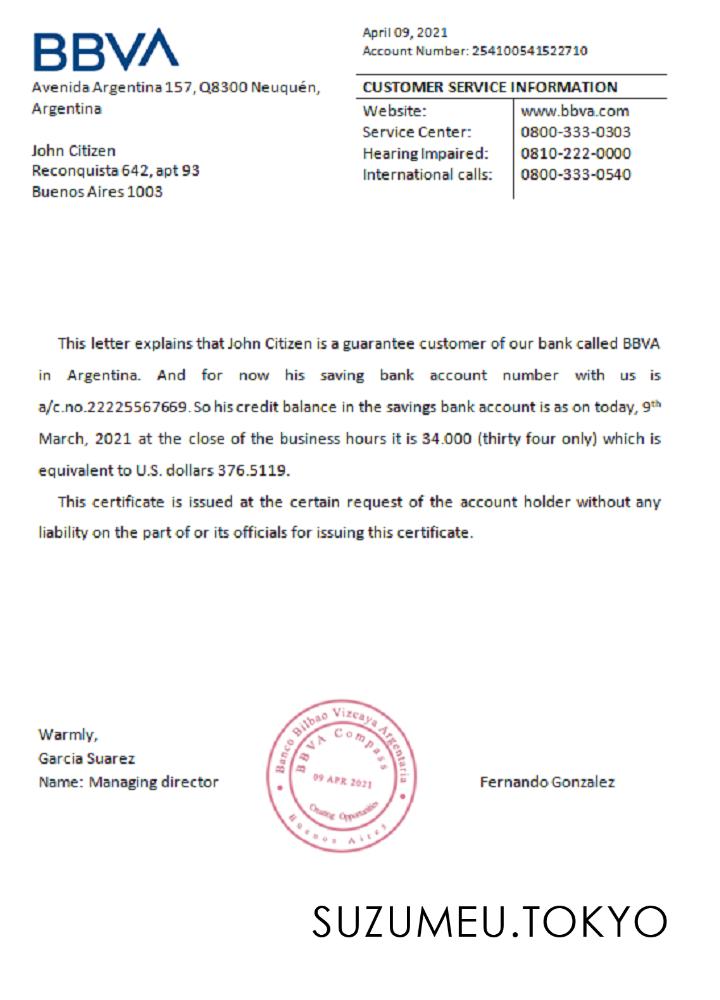 BBVA
Avenida Argentina 157, Q8300 Neuquén,
Argentina
John Citizen
Reconquista 642, apt 93
Buenos Aires 1003
April 09, 2021
Account Number: 254100541522710
CUSTOMER SERVICE INFORMATION
Website: www.bbva.com
Service Center: 0800-333-0303
Hearing Impaired: 0810-222-0000
International calls: 0800-333-0540
This letter explains that John Citizen is a guarantee customer of our bank called BBVA
in Argentina. And for now his saving bank account number with us is
a/c.no.22225567669. So his credit balance in the savings bank account is as on today, 9th
March, 2021 at the close of the business hours it is 34.000 (thirty four only) which is
equivalent to U.S. dollars 376.5119.
This certificate is issued at the certain request of the account holder without any
liability on the part of or its officials for issuing this certificate.
Warmly,
Garcia Suarez
Name: Managing director
Banco Bilbao Vizcaya Argentaria
BBVA Compass
09 APR 2021
Creating Opportunities
Buenos Aires
Fernando Gonzalez
SUZUMEU.TOKYO